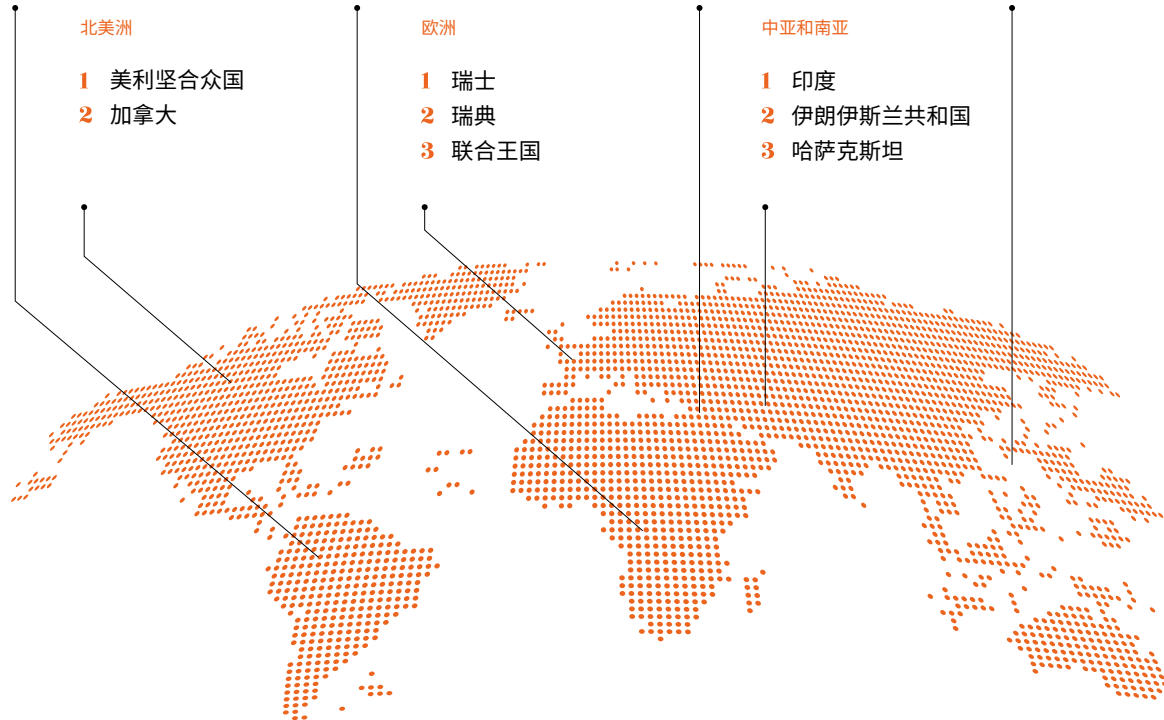 北美洲
1 美利坚合众国
2 加拿大
欧洲
1 瑞士
2 瑞典
3 联合王国
中亚和南亚
1 印度
2 伊朗伊斯兰共和国
3 哈萨克斯坦